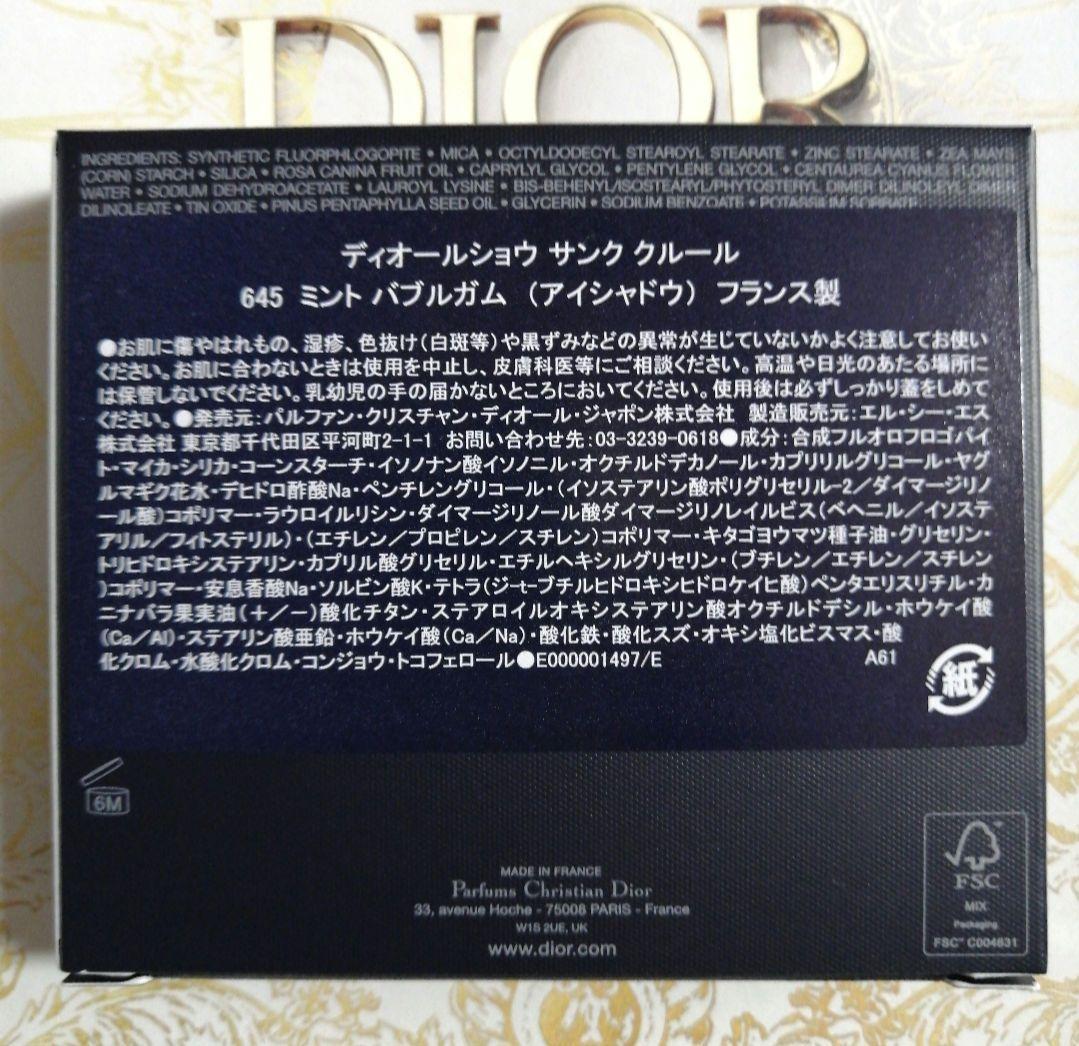 DIOR
INGREDIENTS: SYNTHETIC FLUORPHLOGOPITE • MICA • OCTYLDODECYL STEAROYL STEARATE • ZINC STEARATE • ZEA MAYS
(CORN) STARCH • SILICA • ROSA CANINA FRUIT OIL • CAPRYLYL GLYCOL • PENTYLENE GLYCOL • CENTAUREA CYANUS FLOWER
WATER • SODIUM DEHYDROACETATE • LAUROYL LYSINE • BIS-BEHENYL/ISOSTEARYL/PHYTOSTERYL DIMER DILINOLEYL DIMER
DILINOLEATE • TIN OXIDE • PINUS PENTAPHYLLA SEED OIL • GLYCERIN • SODIUM BENZOATE • POTASSIUM SORBATE
ディオールショウ サンク クルール
645 ミント バブルガム （アイシャドウ） フランス製
●お肌に傷やはれもの、湿疹、色抜け（白斑等）や黒ずみなどの異常が生じていないかよく注意してお使い
ください。お肌に合わないときは使用を中止し、皮膚科医等にご相談ください。高温や日光のあたる場所に
は保管しないでください。乳幼児の手の届かないところにおいてください。使用後は必ずしっかり蓋をしめて
ください。●発売元：パルファン・クリスチャン・ディオール・ジャポン株式会社 製造販売元：エル・シー・エス
株式会社 東京都千代田区平河町2-1-1 お問い合わせ先：03-3239-0618●成分：合成フルオロフロゴパイ
ト・マイカ・シリカ・コーンスターチ・イソノナン酸イソノニル・オクチルドデカノール・カプリリルグリコール・ヤグ
ルマギク花水・デヒドロ酢酸Na・ペンチレングリコール・（イソステアリン酸ポリグリセリル-2／ダイマージリノ
ール酸）コポリマー・ラウロイルリシン・ダイマージリノール酸ダイマージリノレイルビス（ベヘニル／イソステ
アリル／フィトステリル）・（エチレン／プロピレン／スチレン）コポリマー・キタゴヨウマツ種子油・グリセリン・
トリヒドロキシステアリン・カプリル酸グリセリル・エチルヘキシルグリセリン・（ブチレン／エチレン／スチレン
）コポリマー・安息香酸Na・ソルビン酸K・テトラ（ジ-t-ブチルヒドロキシヒドロケイヒ酸）ペンタエリスリチル・カ
ニナバラ果実油（＋／－）酸化チタン・ステアロイルオキシステアリン酸オクチルドデシル・ホウケイ酸
（Ca／Al）・ステアリン酸亜鉛・ホウケイ酸（Ca／Na）・酸化鉄・酸化スズ・オキシ塩化ビスマス・酸
化クロム・水酸化クロム・コンジョウ・トコフェロール●E000001497/E A61
紙
6M
MADE IN FRANCE
Parfums Christian Dior
33, avenue Hoche - 75008 PARIS - France
W1S 2UE, UK
www.dior.com
FSC
MIX
Packaging
FSC™ C004831